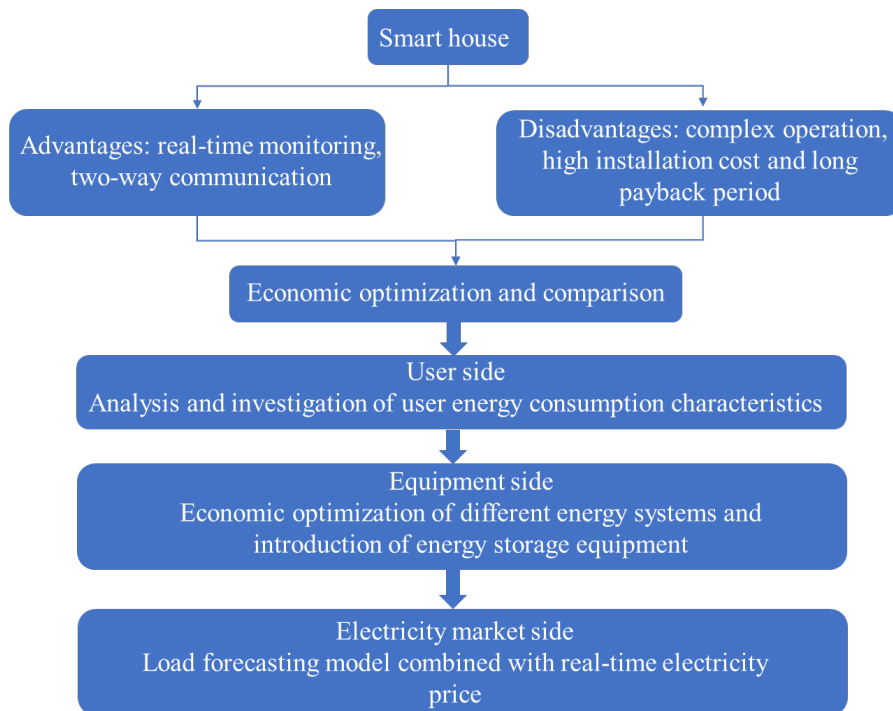 Smart house
Advantages: real-time monitoring,
two-way communication
Disadvantages: complex operation,
high installation cost and long
payback period
Economic optimization and comparison
User side
Analysis and investigation of user energy consumption characteristics
Equipment side
Economic optimization of different energy systems and
introduction of energy storage equipment
Electricity market side
Load forecasting model combined with real-time electricity
price